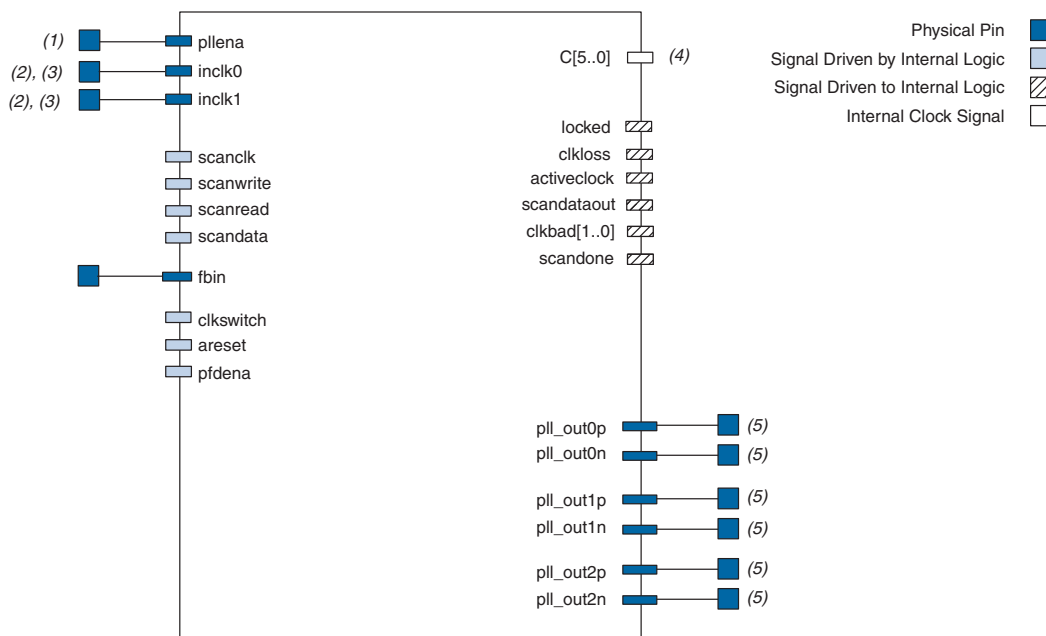 (1) pllena
(2), (3) inclk0
(2), (3) inclk1
scanclk
scanwrite
scanread
scandata
fbin
clkswitch
areset
pfdena
C[5..0] (4)
locked
clkloss
activeclock
scandataout
clkbad[1..0]
scandone
pll_out0p (5)
pll_out0n (5)
pll_out1p (5)
pll_out1n (5)
pll_out2p (5)
pll_out2n (5)
Physical Pin
Signal Driven by Internal Logic
Signal Driven to Internal Logic
Internal Clock Signal